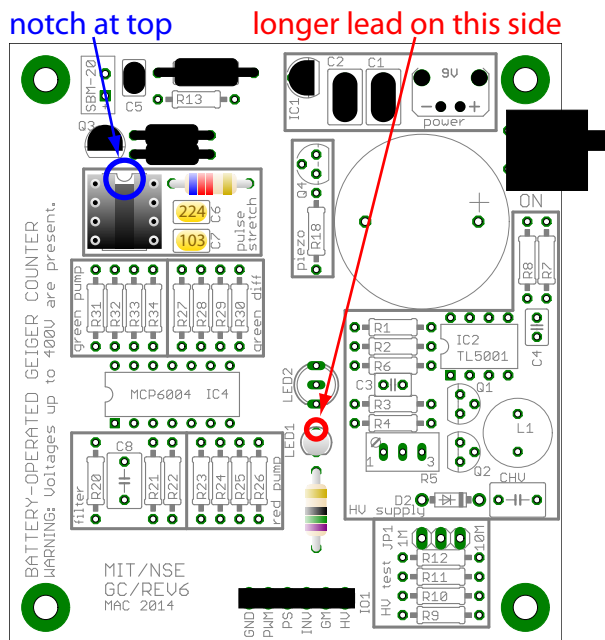 notch at top
longer lead on this side
SBM-20
C5
R13
Q3
IC1
C2
C1
9V
power
ON
Q4
R18
piezo
224
103
C6
C7
pulse
stretch
BATTERY-OPERATED GEIGER COUNTER
WARNING: Voltages up to 400V are present.
green pump
R31
R32
R33
R34
R27
R28
R29
R30
green diff
R8
R7
C4
R1
R2
R6
C3
R3
R4
IC2
TL5001
Q1
L1
Q2
1
3
R5
D2
CHV
HV supply
MCP6004 IC4
LED2
LED1
filter
R20
C8
R21
R22
R23
R24
R25
R26
red pump
JP1
1M
10M
HV test
R12
R11
R10
R9
MIT/NSE
GC/REV6
MAC 2014
IO1
GND
PWM
PS
INV
GM
HV